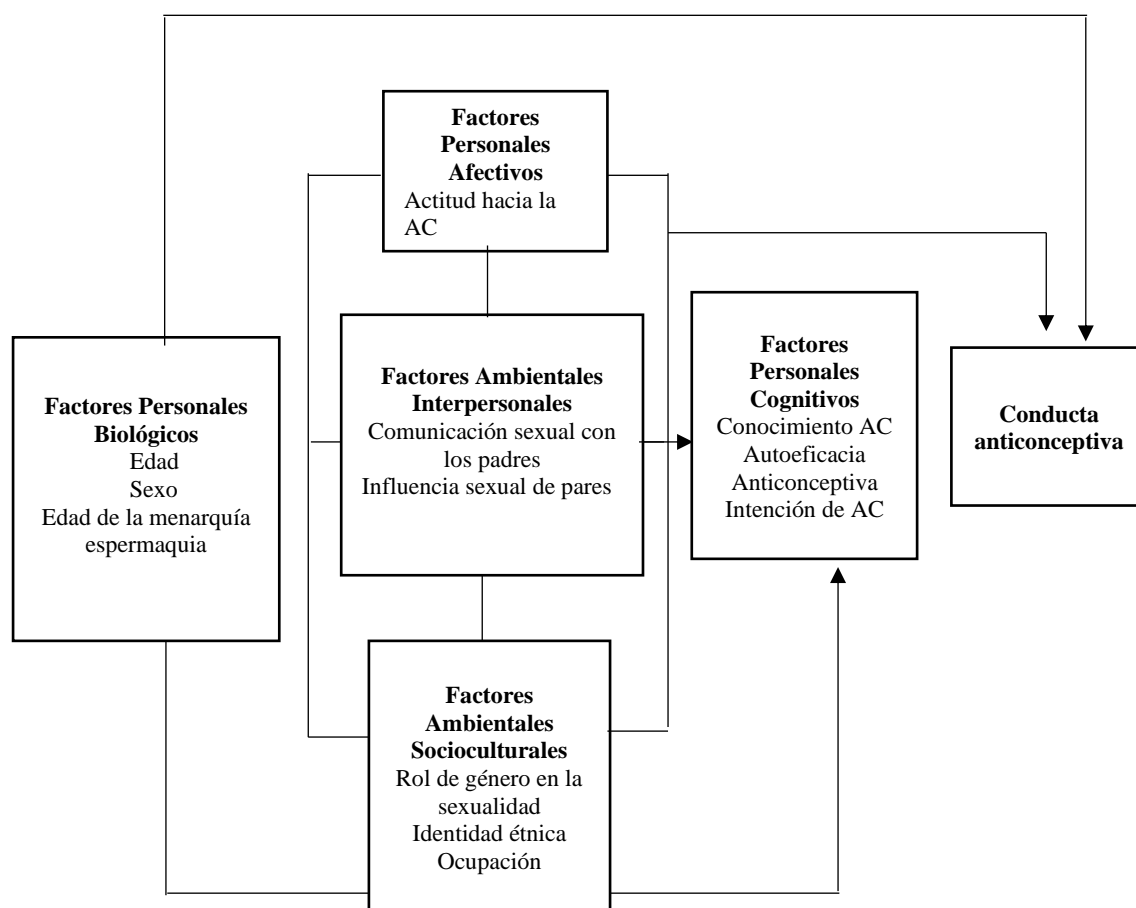 Factores
Personales
Afectivos
Actitud hacia la
AC
Factores Personales
Biológicos
Edad
Sexo
Edad de la menarquía
espermaquia
Factores Ambientales
Interpersonales
Comunicación sexual con
los padres
Influencia sexual de pares
Factores
Personales
Cognitivos
Conocimiento AC
Autoeficacia
Anticonceptiva
Intención de AC
Conducta
anticonceptiva
Factores
Ambientales
Socioculturales
Rol de género en la
sexualidad
Identidad étnica
Ocupación